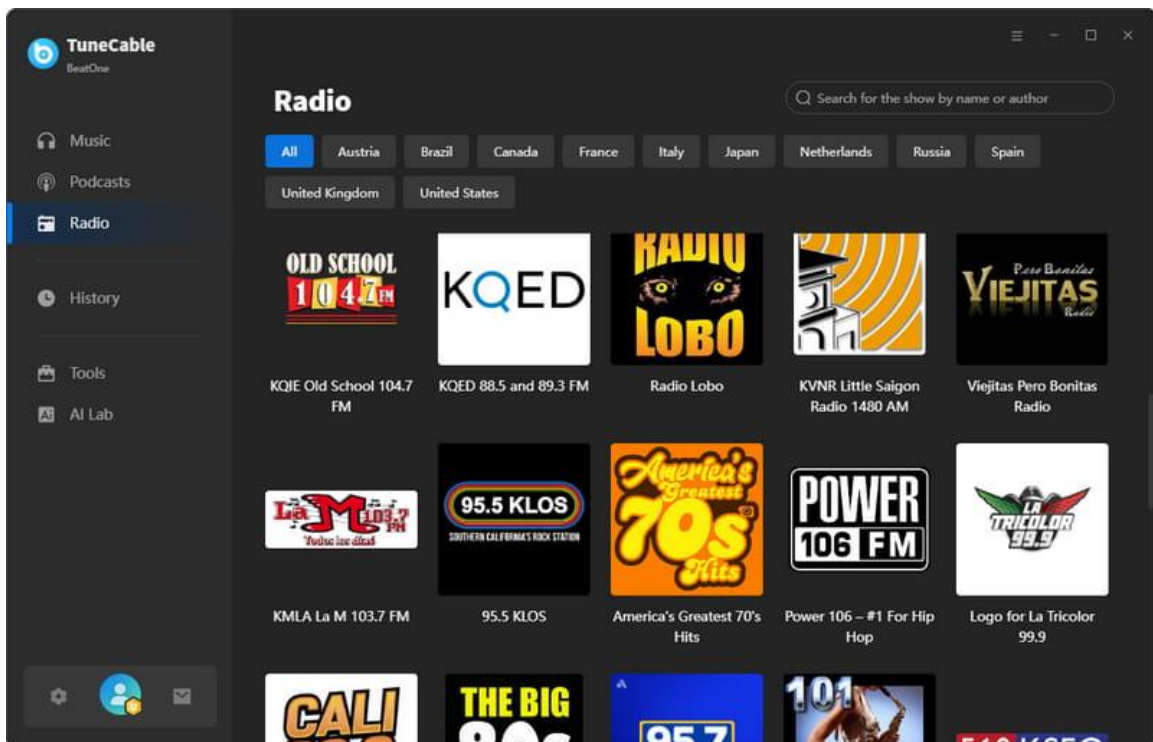 TuneCable
BeatOne
Radio
Search for the show by name or author
Music
Podcasts
Radio
History
Tools
AI Lab
All Austria Brazil Canada France Italy Japan Netherlands Russia Spain
United Kingdom United States
OLD SCHOOL
104.7 FM
KQED
RADIO
LOBO
Pero Bonitas
VIEJITAS
Radio
KQIE Old School 104.7
FM
KQED 88.5 and 89.3 FM
Radio Lobo
KVNR Little Saigon
Radio 1480 AM
Viejitas Pero Bonitas
Radio
La M 103.7
FM
Todos los días!
95.5 KLOS
SOUTHERN CALIFORNIA'S ROCK STATION
America's
Greatest
70s
Hits
POWER
106 FM
LA
TRICOLOR
99.9
KMLA La M 103.7 FM
95.5 KLOS
America's Greatest 70's
Hits
Power 106 – #1 For Hip
Hop
Logo for La Tricolor
99.9
CALI
THE BIG
80s
95.7
101